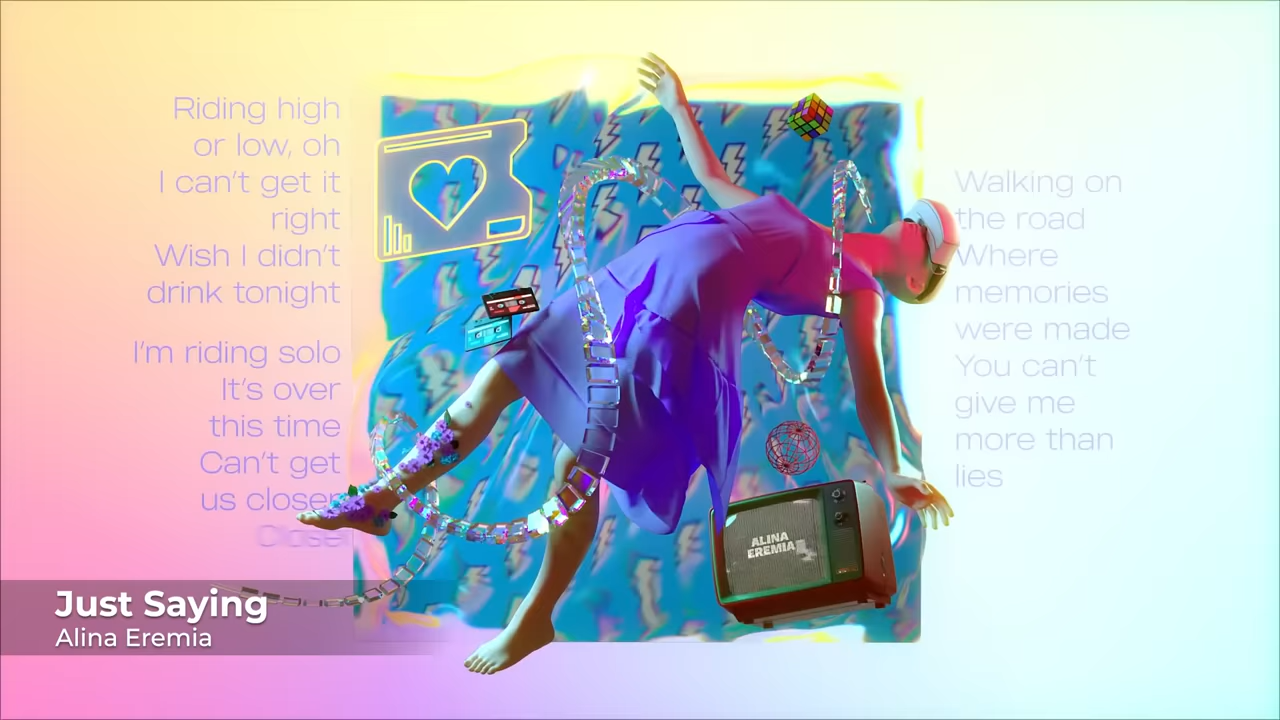 Riding high
or low, oh
I can't get it
right
Wish I didn't
drink tonight
I'm riding solo
It's over
this time
Can't get
us closer
Close
Walking on
the road
Where
memories
were made
You can't
give me
more than
lies
ALINA
EREMIA
Just Saying
Alina Eremia